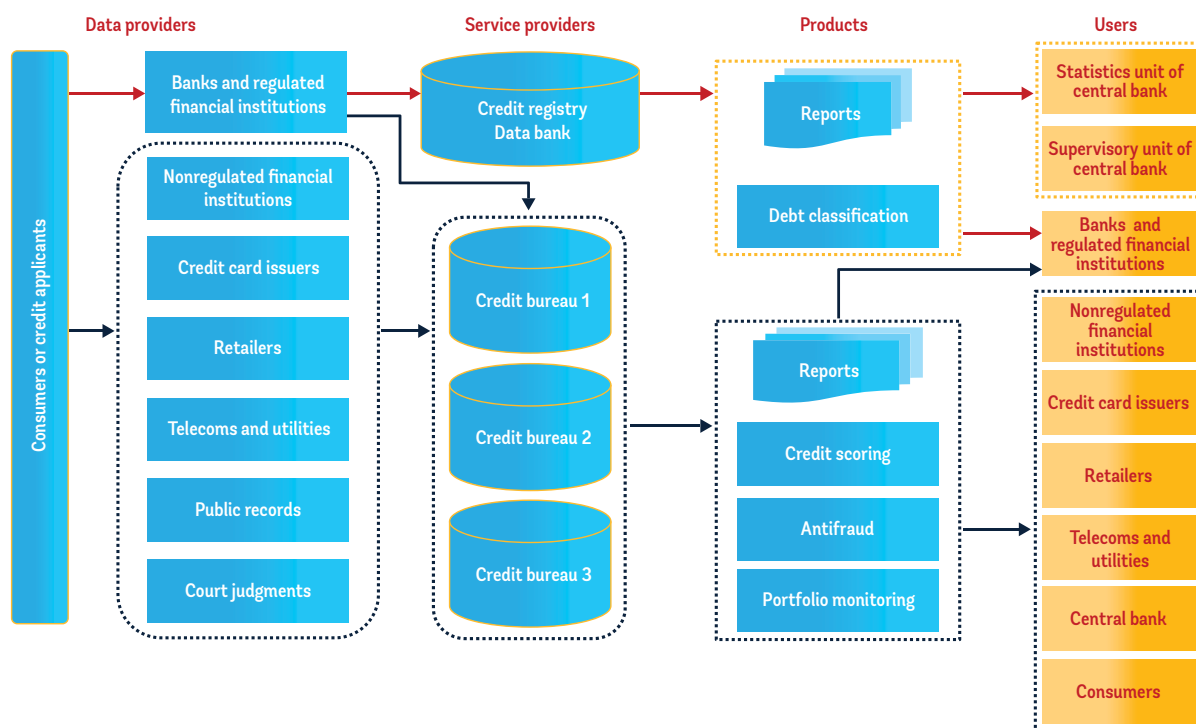 Data providers
Service providers
Products
Users
Consumers or credit applicants
Banks and regulated
financial institutions
Nonregulated financial
institutions
Credit card issuers
Retailers
Telecoms and utilities
Public records
Court judgments
Credit registry
Data bank
Credit bureau 1
Credit bureau 2
Credit bureau 3
Reports
Debt classification
Reports
Credit scoring
Antifraud
Portfolio monitoring
Statistics unit of
central bank
Supervisory unit of
central bank
Banks and
regulated financial
institutions
Nonregulated
financial
institutions
Credit card issuers
Retailers
Telecoms and
utilities
Central bank
Consumers